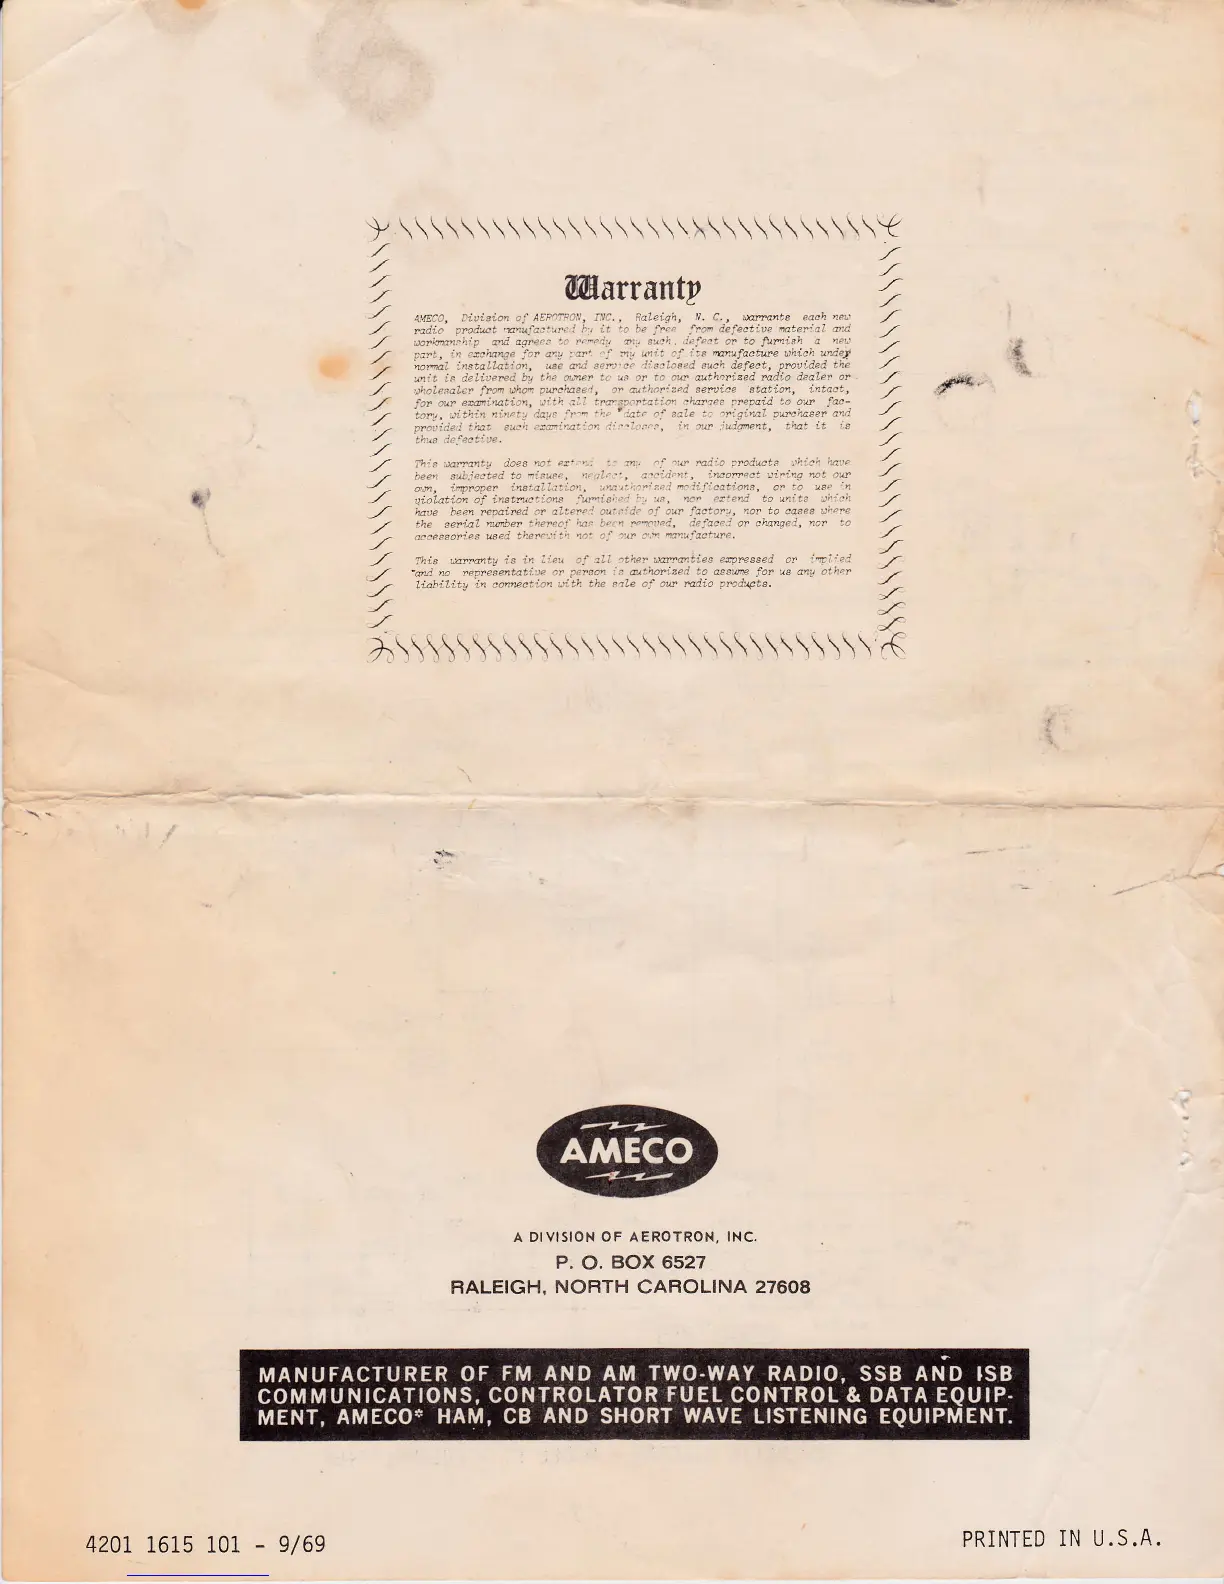 Warranty
AMECO, Division of AEROTRON, INC., Raleigh, N. C., warrants each new
radio product manufactured by it to be free from defective material and
workmanship and agrees to remedy any such defect or to furnish a new
part, in exchange for any part of any unit of its manufacture which under
normal installation, use and service disclosed such defect, provided the
unit is delivered by the owner to us or to our authorized radio dealer or
wholesaler from whom purchased, or authorized service station, intact,
for our examination, with all transportation charges prepaid to our fac-
tory, within ninety days from the date of sale to original purchaser and
provided that such examination discloses, in our judgment, that it is
thus defective.
This warranty does not extend to any of our radio products which have
been subjected to misuse, neglect, accident, incorrect wiring not our
own, improper installation, unauthorized modifications, or to use in
violation of instructions furnished by us, nor extend to units which
have been repaired or altered outside of our factory, nor to cases where
the serial number thereof has been removed, defaced or changed, nor to
accessories used therewith not of our own manufacture.
This warranty is in lieu of all other warranties expressed or implied
and no representative or person is authorized to assume for us any other
liability in connection with the sale of our radio products.
AMECO
A DIVISION OF AEROTRON, INC.
P. O. BOX 6527
RALEIGH, NORTH CAROLINA 27608
MANUFACTURER OF FM AND AM TWO-WAY RADIO, SSB AND ISB
COMMUNICATIONS, CONTROLATOR FUEL CONTROL & DATA EQUIP-
MENT, AMECO* HAM, CB AND SHORT WAVE LISTENING EQUIPMENT.
4201 1615 101 - 9/69
PRINTED IN U.S.A.